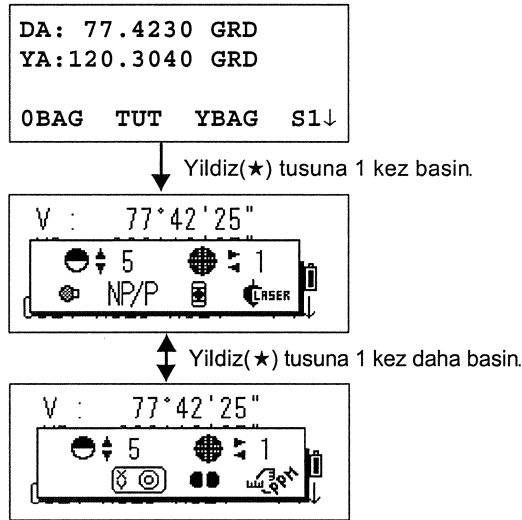 DA: 77.4230 GRD
YA:120.3040 GRD
0BAG TUT YBAG S1↓
Yildiz(★) tusuna 1 kez basin.
V : 77°42'25"
5 1
NP/P LASER
Yildiz(★) tusuna 1 kez daha basin.
V : 77°42'25"
5 1
PPM